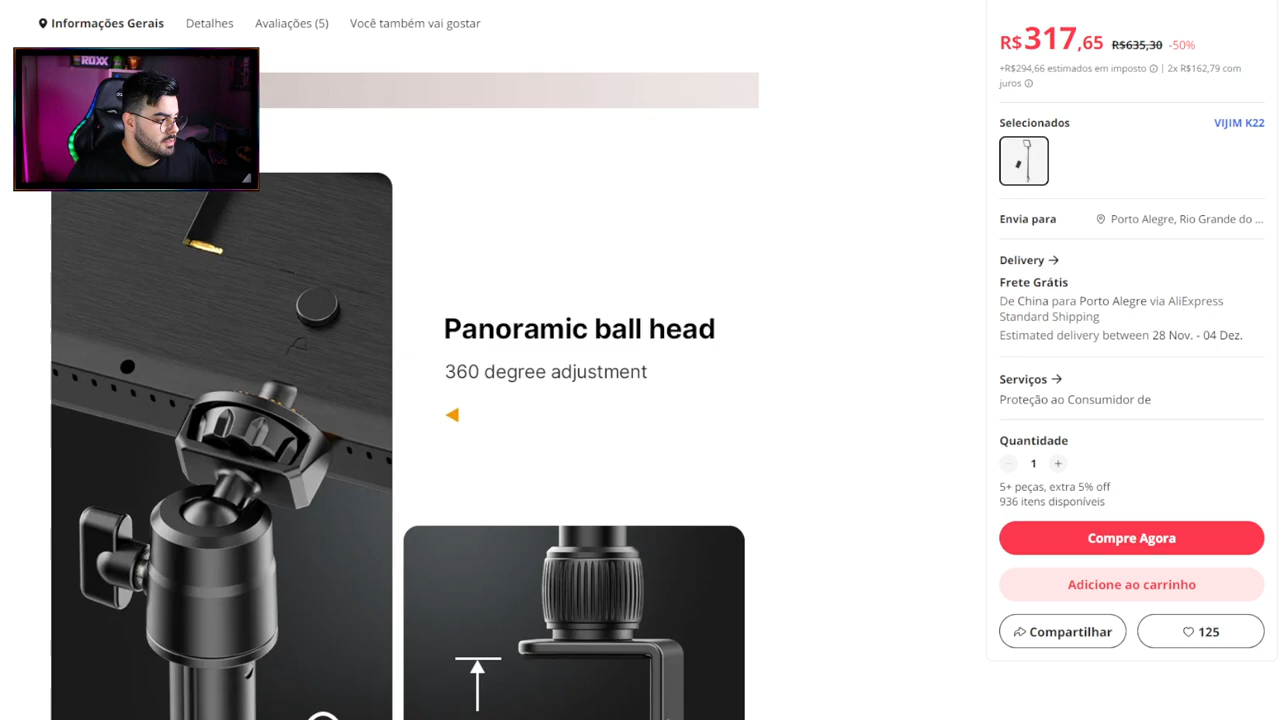 Informações Gerais
Detalhes
Avaliações (5)
Você também vai gostar
ROXX
Panoramic ball head
360 degree adjustment
R$317,65 R$635,30 -50%
+R$294,66 estimados em imposto | 2x R$162,79 com
juros
Selecionados
VIJIM K22
Envia para
Porto Alegre, Rio Grande do ...
Delivery
Frete Grátis
De China para Porto Alegre via AliExpress
Standard Shipping
Estimated delivery between 28 Nov. - 04 Dez.
Serviços
Proteção ao Consumidor de
Quantidade
1
5+ peças, extra 5% off
936 itens disponíveis
Compre Agora
Adicione ao carrinho
Compartilhar
125